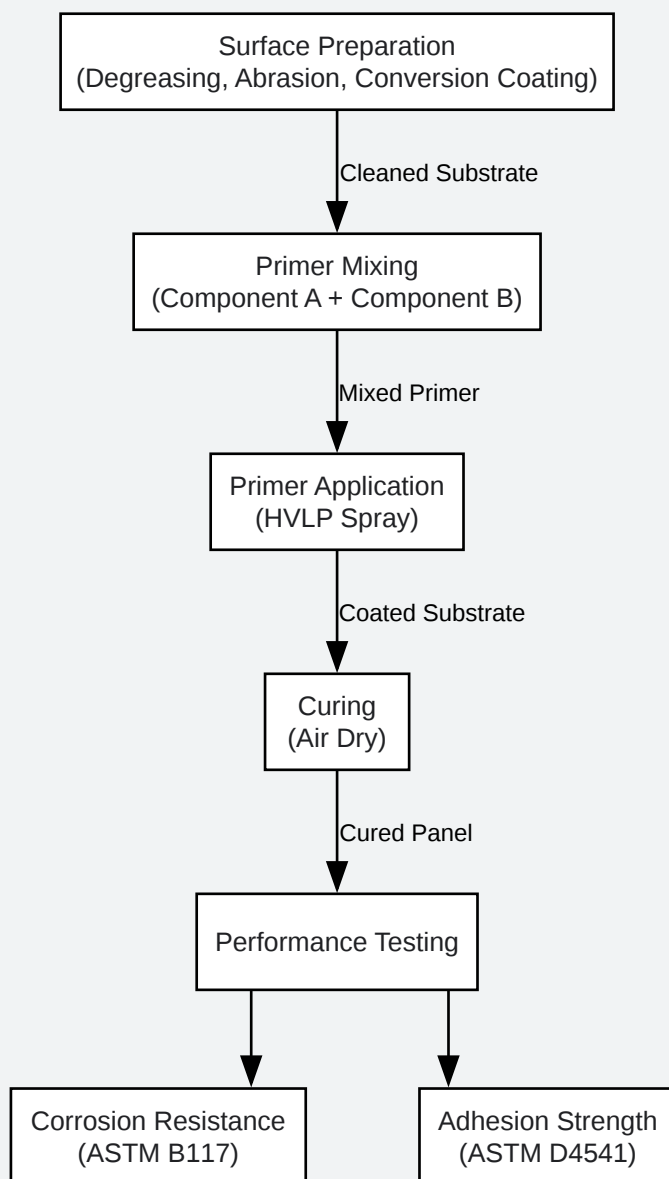 Surface Preparation
(Degreasing, Abrasion, Conversion Coating)
Cleaned Substrate
Primer Mixing
(Component A + Component B)
Mixed Primer
Primer Application
(HVLP Spray)
Coated Substrate
Curing
(Air Dry)
Cured Panel
Performance Testing
Corrosion Resistance
(ASTM B117)
Adhesion Strength
(ASTM D4541)